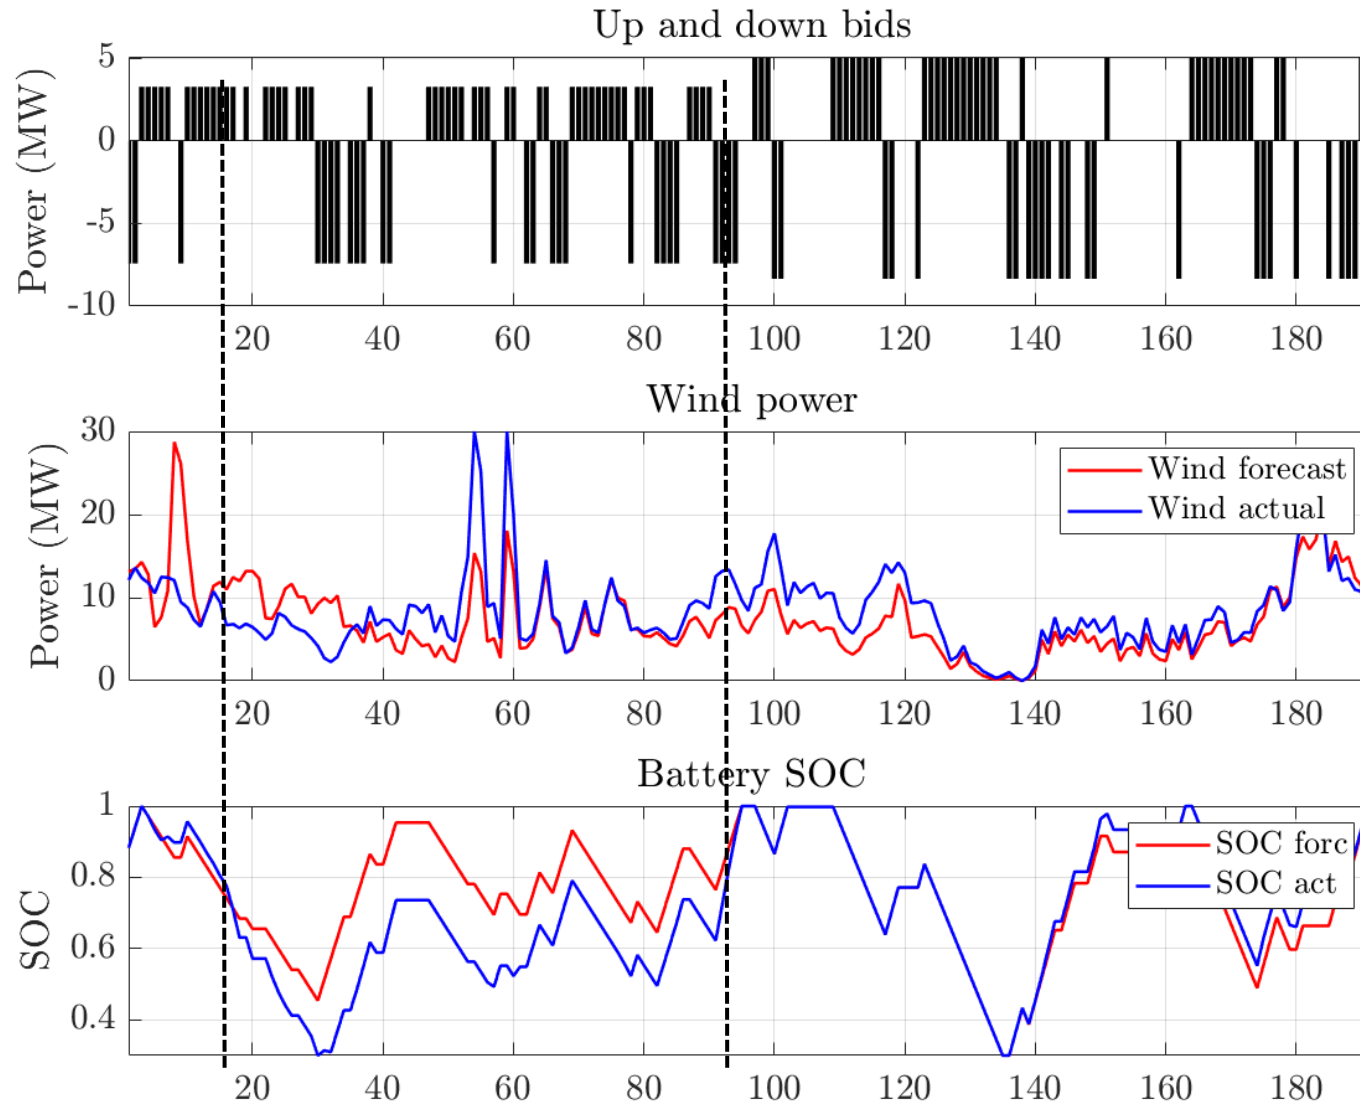 Up and down bids
Power (MW)
5
0
-5
-10
20 40 60 80 100 120 140 160 180
Wind power
Power (MW)
30
20
10
0
Wind forecast
Wind actual
20 40 60 80 100 120 140 160 180
Battery SOC
SOC
1
0.8
0.6
0.4
SOC forc
SOC act
20 40 60 80 100 120 140 160 180